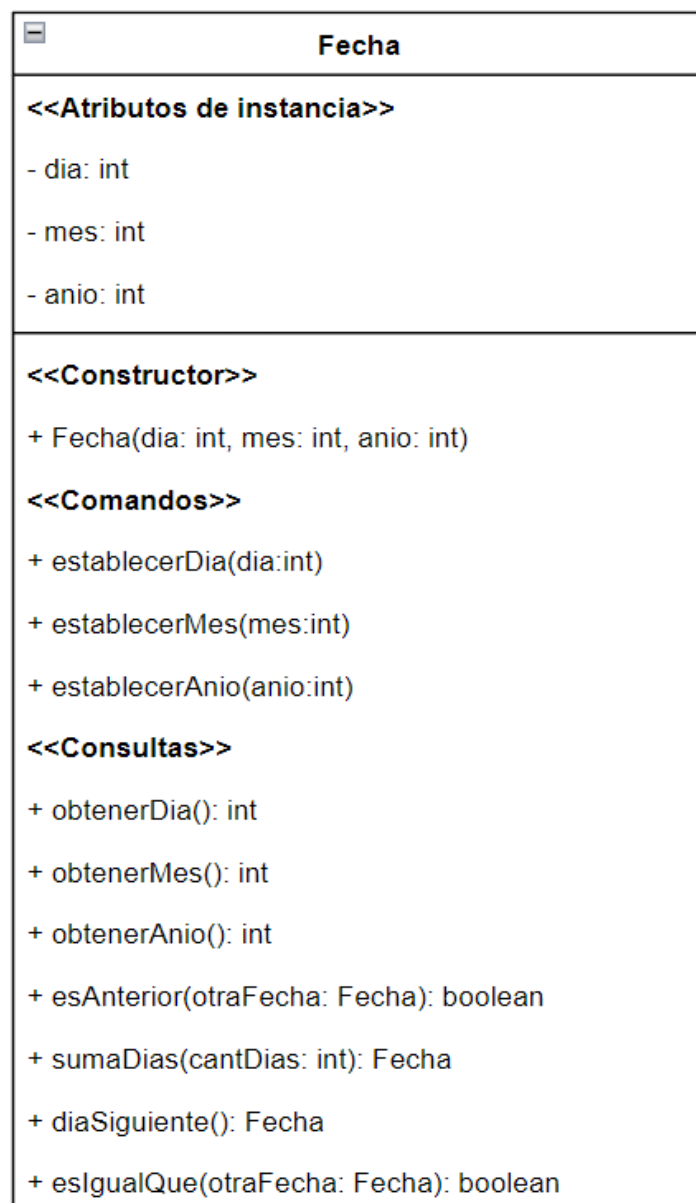 Fecha
<<Atributos de instancia>>
- dia: int
- mes: int
- anio: int
<<Constructor>>
+ Fecha(dia: int, mes: int, anio: int)
<<Comandos>>
+ establecerDia(dia:int)
+ establecerMes(mes:int)
+ establecerAnio(anio:int)
<<Consultas>>
+ obtenerDia(): int
+ obtenerMes(): int
+ obtenerAnio(): int
+ esAnterior(otraFecha: Fecha): boolean
+ sumaDias(cantDias: int): Fecha
+ diaSiguiente(): Fecha
+ esIgualQue(otraFecha: Fecha): boolean